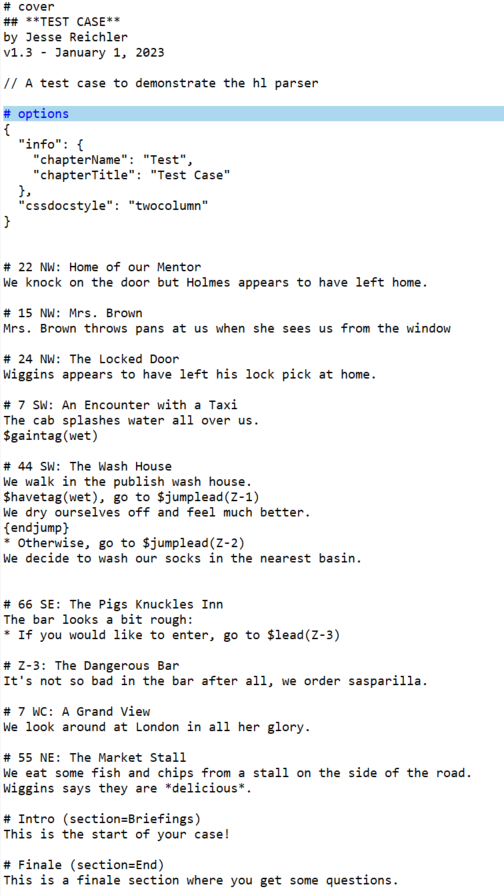 # cover
## **TEST CASE**
by Jesse Reichler
v1.3 - January 1, 2023
// A test case to demonstrate the hl parser
# options
{
  "info": {
    "chapterName": "Test",
    "chapterTitle": "Test Case"
  },
  "cssdocstyle": "twocolumn"
}
# 22 NW: Home of our Mentor
We knock on the door but Holmes appears to have left home.
# 15 NW: Mrs. Brown
Mrs. Brown throws pans at us when she sees us from the window
# 24 NW: The Locked Door
Wiggins appears to have left his lock pick at home.
# 7 SW: An Encounter with a Taxi
The cab splashes water all over us.
$gaintag(wet)
# 44 SW: The Wash House
We walk in the publish wash house.
$havetag(wet), go to $jumplead(Z-1)
We dry ourselves off and feel much better.
{endjump}
* Otherwise, go to $jumplead(Z-2)
We decide to wash our socks in the nearest basin.
# 66 SE: The Pigs Knuckles Inn
The bar looks a bit rough:
* If you would like to enter, go to $lead(Z-3)
# Z-3: The Dangerous Bar
It's not so bad in the bar after all, we order sasparilla.
# 7 WC: A Grand View
We look around at London in all her glory.
# 55 NE: The Market Stall
We eat some fish and chips from a stall on the side of the road.
Wiggins says they are *delicious*.
# Intro (section=Briefings)
This is the start of your case!
# Finale (section=End)
This is a finale section where you get some questions.